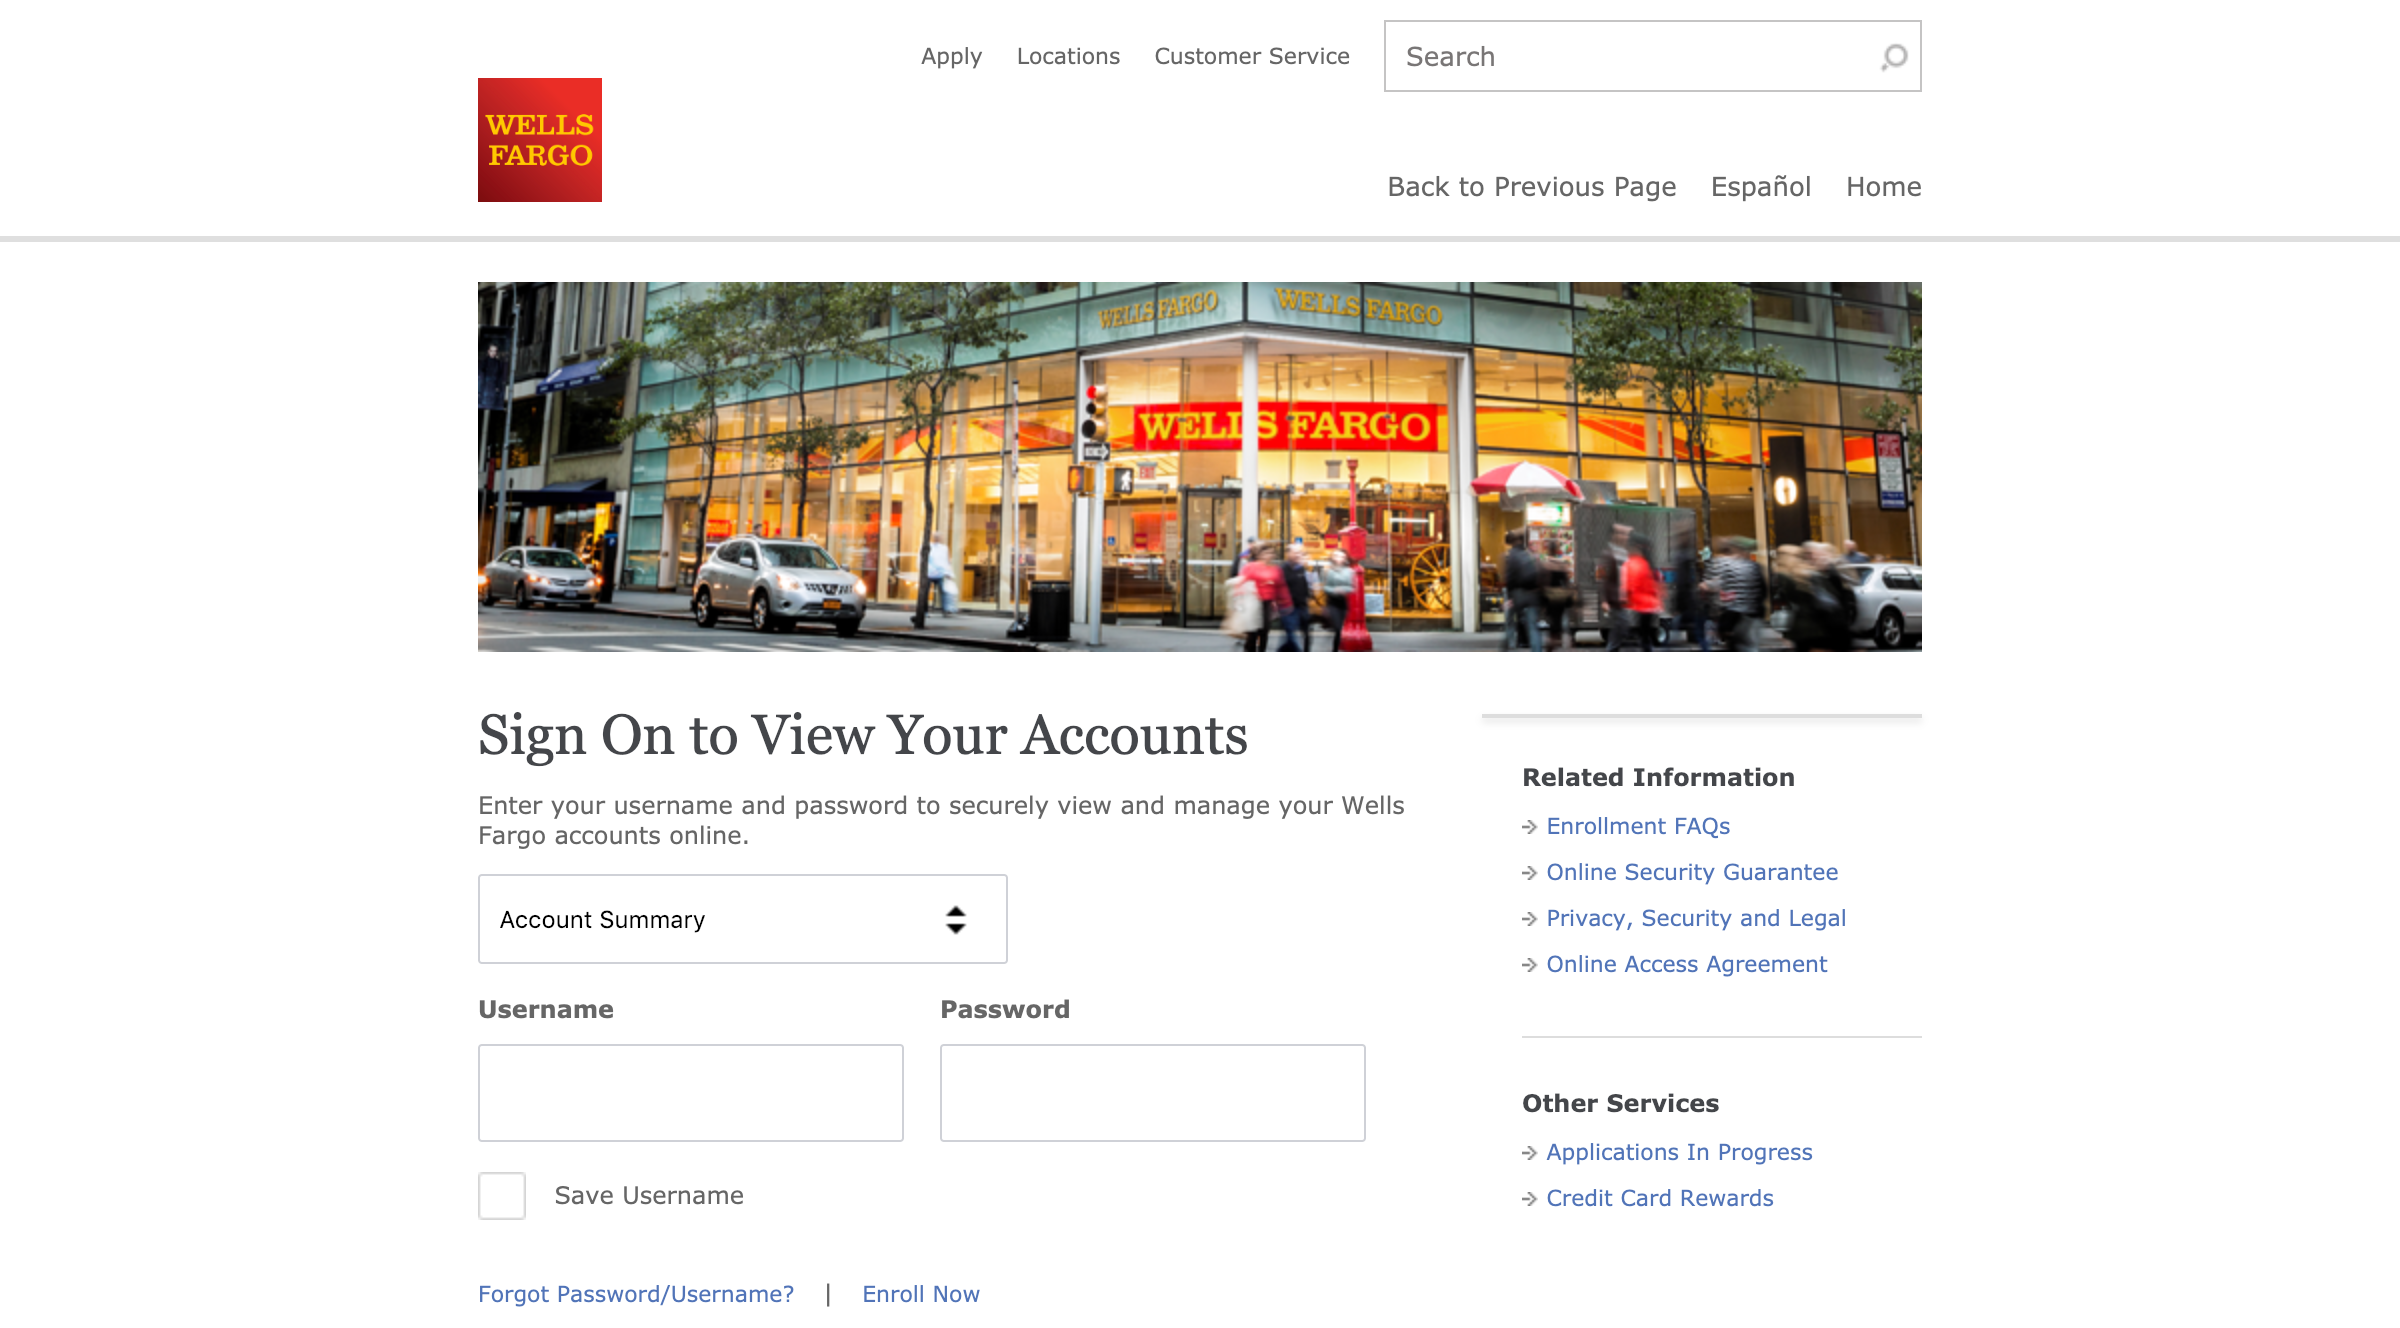 Apply Locations Customer Service Search
WELLS
FARGO
Back to Previous Page Español Home
WELLS FARGO WELLS FARGO
WELLS FARGO
Sign On to View Your Accounts
Enter your username and password to securely view and manage your Wells
Fargo accounts online.
Account Summary
Username Password
Save Username
Forgot Password/Username? | Enroll Now
Related Information
Enrollment FAQs
Online Security Guarantee
Privacy, Security and Legal
Online Access Agreement
Other Services
Applications In Progress
Credit Card Rewards